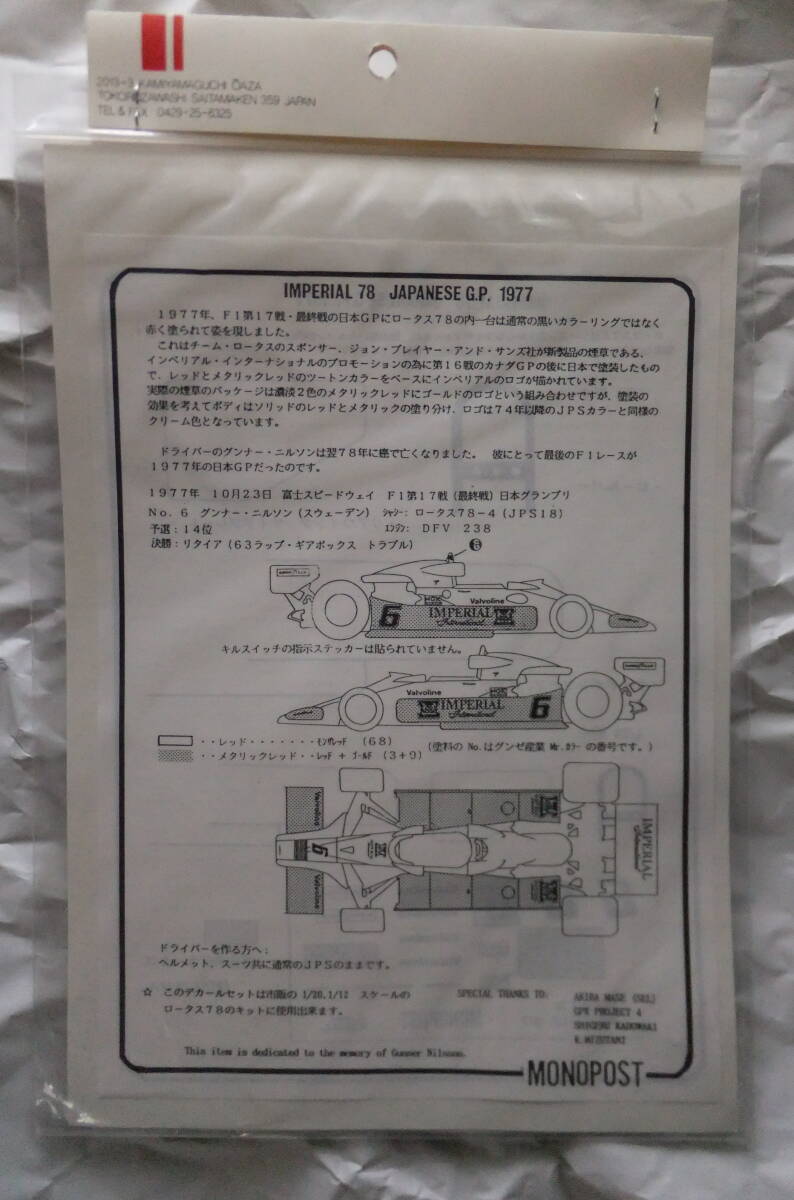 2013-3 KAMIYAMAGUCHI ŌAZA
TOKOROZAWASHI SAITAMAKEN 359 JAPAN
TEL & FAX 0429-25-6325
IMPERIAL 78 JAPANESE G.P. 1977
1977年、F1第17戦・最終戦の日本GPにロータス78の内一台は通常の黒いカラーリングではなく
赤く塗られて姿を現しました。
これはチーム・ロータスのスポンサー、ジョン・プレイヤー・アンド・サンズ社が新製品の煙草である、
インペリアル・インターナショナルのプロモーションの為に第16戦のカナダGPの後に日本で塗装したもの
で、レッドとメタリックレッドのツートンカラーをベースにインペリアルのロゴが描かれています。
実際の煙草のパッケージは濃淡2色のメタリックレッドにゴールドのロゴという組み合わせですが、塗装の
効果を考えてボディはソリッドのレッドとメタリックの塗り分け、ロゴは74年以降のJPSカラーと同様の
クリーム色となっています。
ドライバーのグンナー・ニルソンは翌78年に癌で亡くなりました。 彼にとって最後のF1レースが
1977年の日本GPだったのです。
1977年 10月23日 富士スピードウェイ F1第17戦(最終戦)日本グランプリ
No.6 グンナー・ニルソン(スウェーデン) ｼｬｼｰ: ロータス78-4(JPS18)
予選:14位 ｴﾝｼﾞﾝ: DFV 238
決勝:リタイア(63ラップ・ギアボックス トラブル)
6
GOOD YEAR
Valvoline
6 IMPERIAL
International
キルスイッチの指示ステッカーは貼られていません。
Valvoline
IMPERIAL 6
International
・・レッド・・・・・・・ﾓﾝｻﾞﾚｯﾄﾞ (68) (塗料の No.はグンゼ産業 Mr.ｶﾗｰ の番号です。)
・・メタリックレッド・・ﾚｯﾄﾞ + ｺﾞｰﾙﾄﾞ (3+9)
Valvoline
6
Valvoline
IMPERIAL
International
ドライバーを作る方へ:
ヘルメット、スーツ共に通常のJPSのままです。
☆ このデカールセットは市販の 1/20,1/12 スケールの
ロータス78のキットに使用出来ます。
SPECIAL THANKS TO: AKIRA MASE (SEL)
GPX PROJECT 4
SHIGERU KADOWAKI
K.MIZUTANI
This item is dedicated to the memory of Gunner Nilsson.
MONOPOST